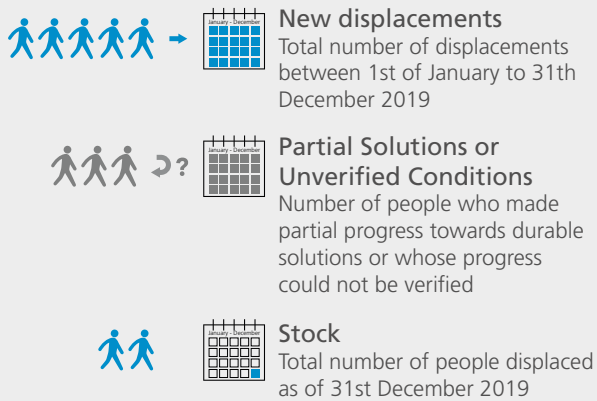 New displacements
January - December
Total number of displacements
between 1st of January to 31th
December 2019
Partial Solutions or
January - December
Unverified Conditions
?
Number of people who made
partial progress towards durable
solutions or whose progress
could not be verified
Stock
January - December
Total number of people displaced
as of 31st December 2019